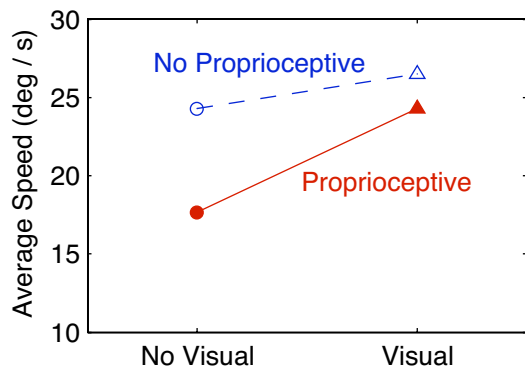 30
25
20
15
10
Average Speed (deg / s)
No Proprioceptive
Proprioceptive
No Visual
Visual